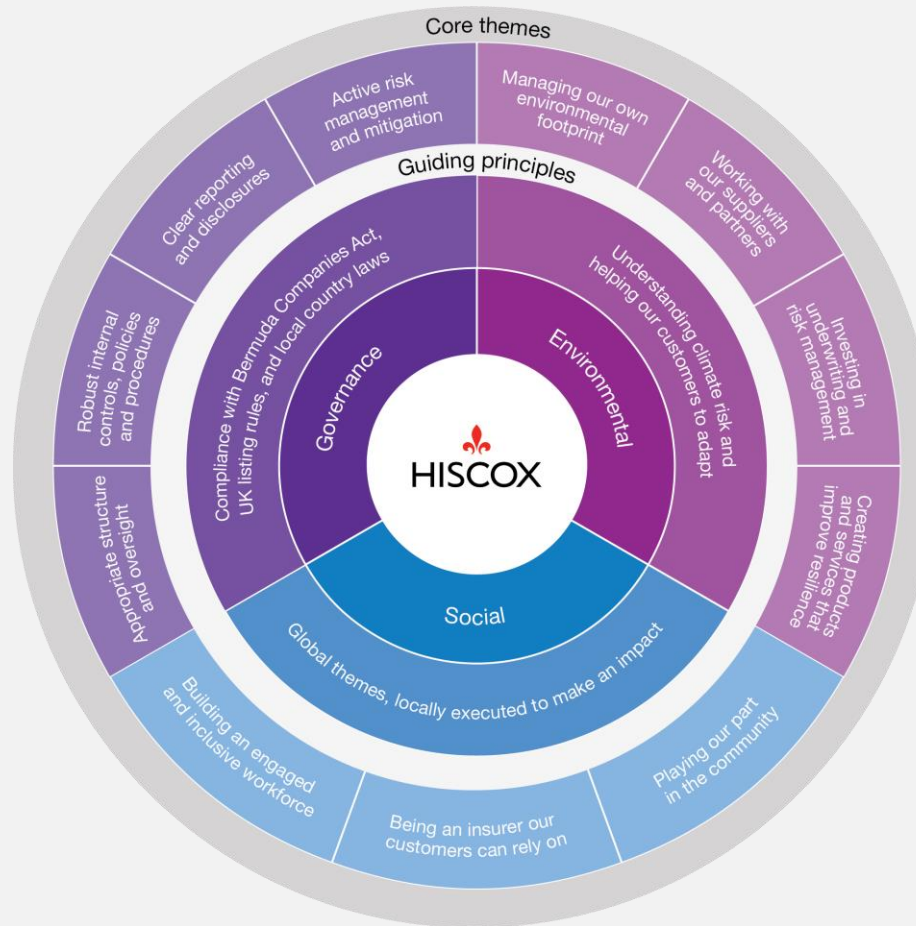 Core themes
Active risk
management
and mitigation
Managing our own
environmental
footprint
Clear reporting
and disclosures
Working with
our suppliers
and partners
Robust internal
controls, policies
and procedures
Investing in
underwriting and
risk management
Appropriate structure
and oversight
Creating products
and services that
improve resilience
Building an engaged
and inclusive workforce
Being an insurer our
customers can rely on
Playing our part
in the community
Guiding principles
Compliance with Bermuda Companies Act,
UK listing rules, and local country laws
Understanding climate risk and
helping our customers to adapt
Global themes, locally executed to make an impact
Governance
Environmental
Social
HISCOX